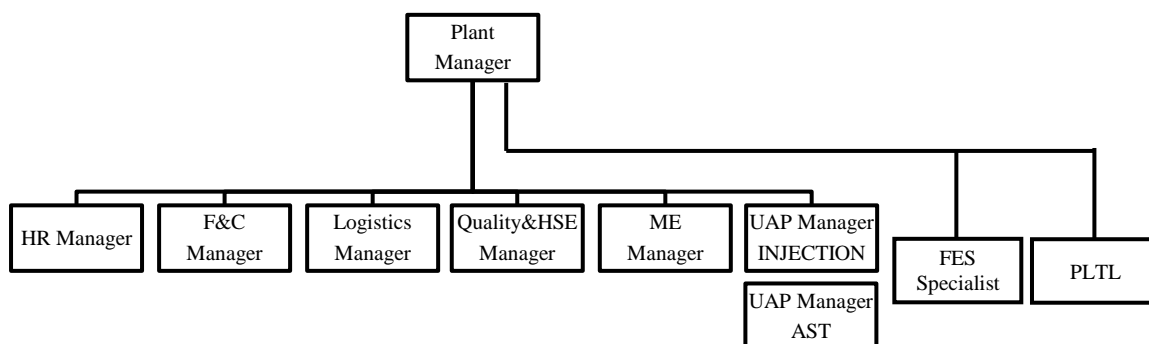 Plant
Manager
HR Manager
F&C
Manager
Logistics
Manager
Quality&HSE
Manager
ME
Manager
UAP Manager
INJECTION
FES
Specialist
PLTL
UAP Manager
AST